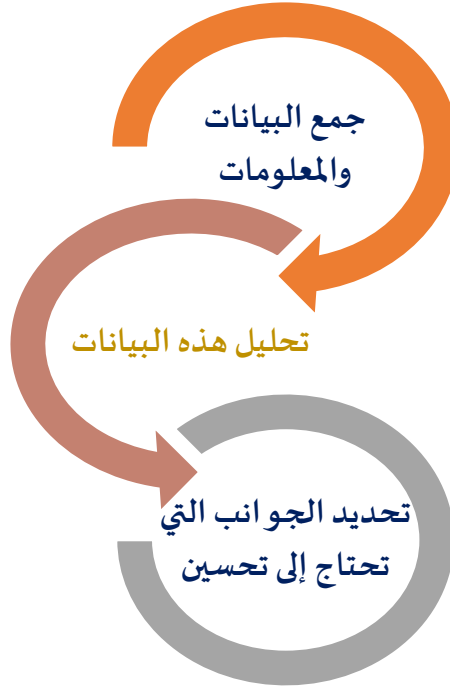 جمع البيانات
والمعلومات
تحليل هذه البيانات
تحديد الجوانب التي
تحتاج إلى تحسين